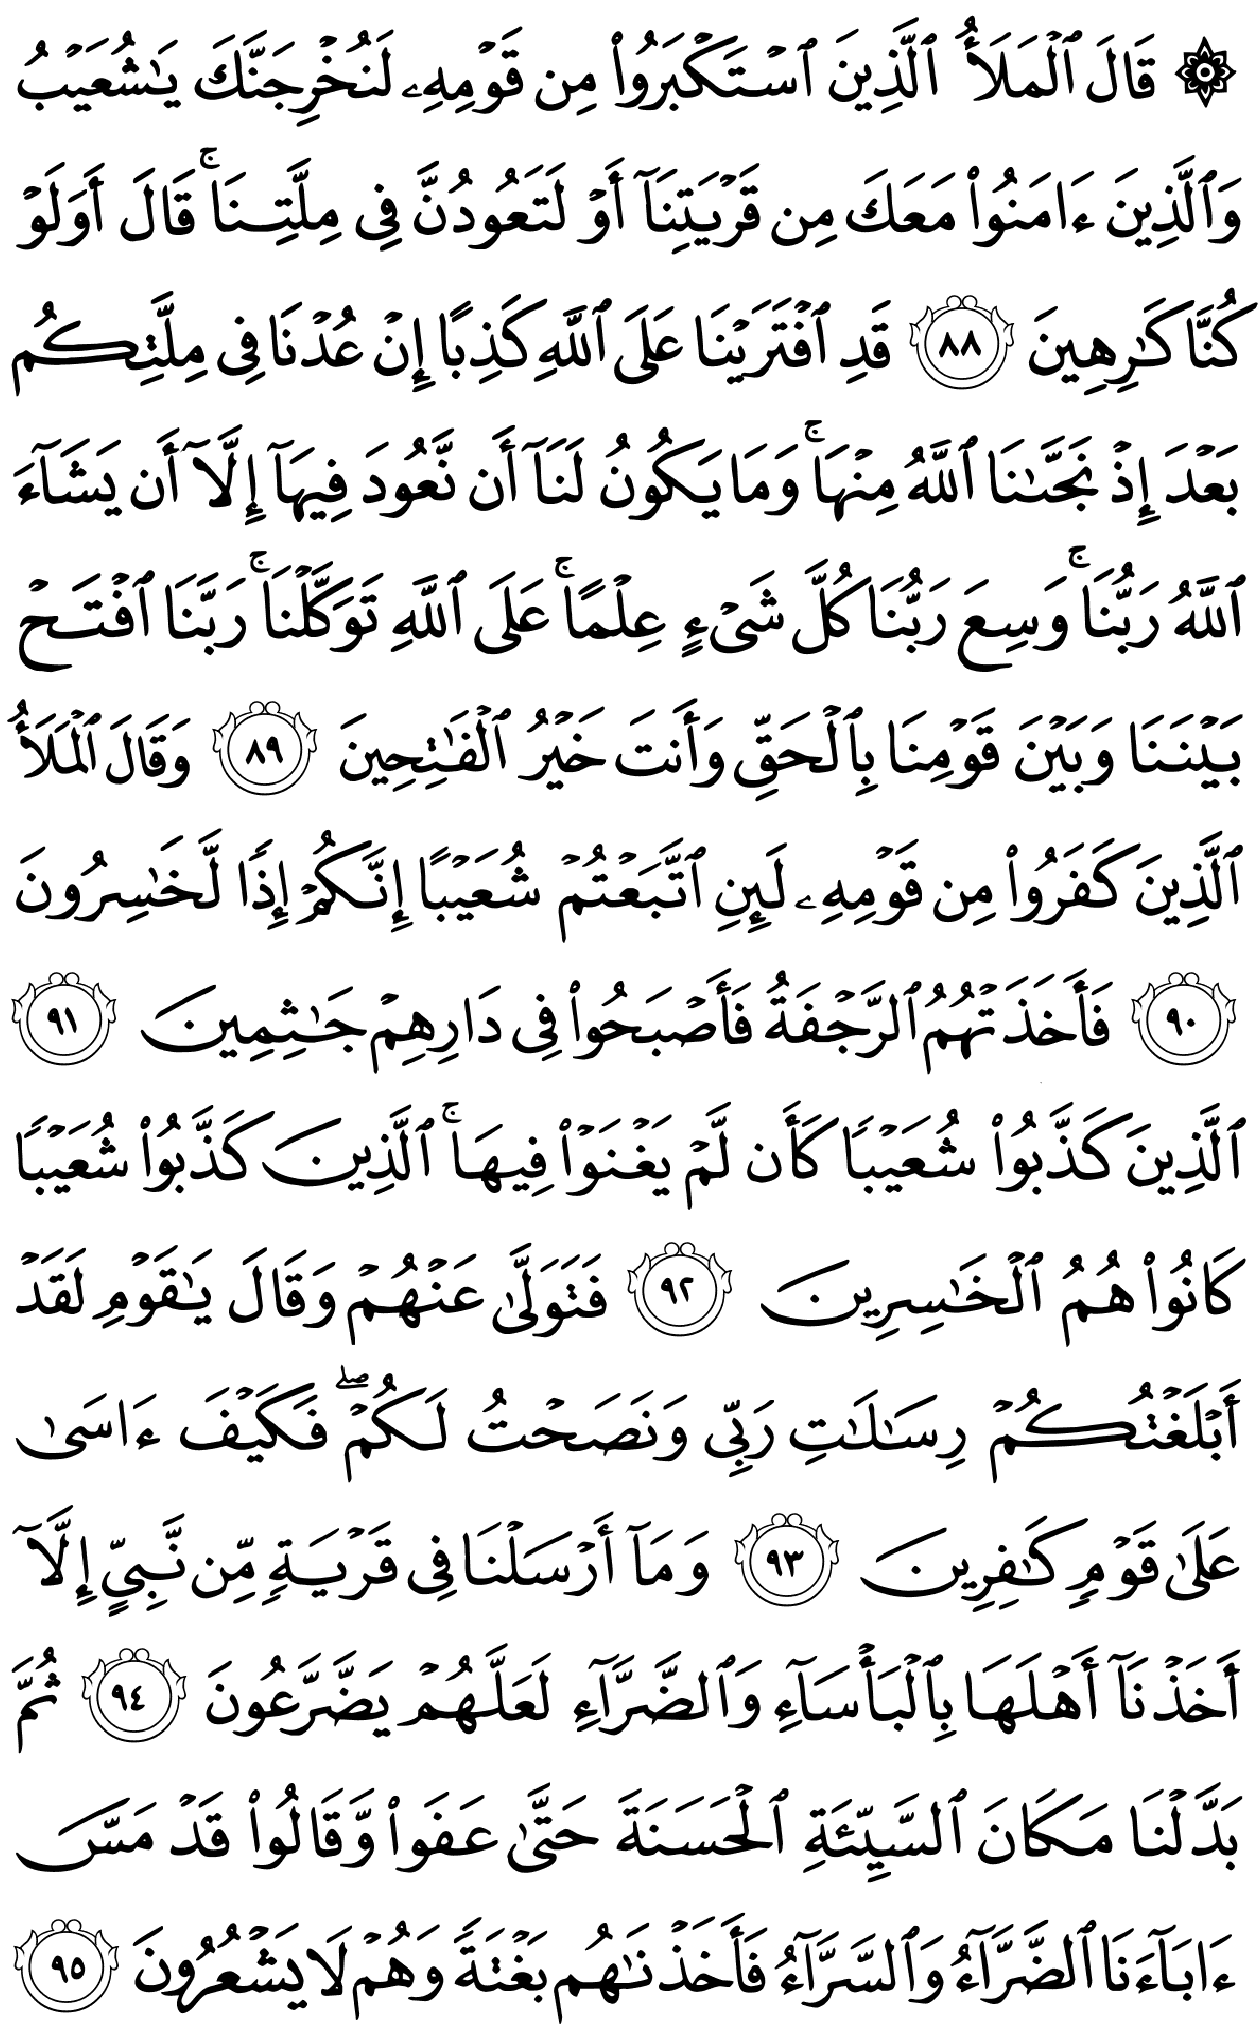 ۞ قَالَ ٱلۡمَلَأُ ٱلَّذِينَ ٱسۡتَكۡبَرُواْ مِن قَوۡمِهِۦ لَنُخۡرِجَنَّكَ يَٰشُعَيۡبُ
وَٱلَّذِينَ ءَامَنُواْ مَعَكَ مِن قَرۡيَتِنَآ أَوۡ لَتَعُودُنَّ فِي مِلَّتِنَاۚ قَالَ أَوَلَوۡ
كُنَّا كَٰرِهِينَ ٨٨ قَدِ ٱفۡتَرَيۡنَا عَلَى ٱللَّهِ كَذِبًا إِنۡ عُدۡنَا فِي مِلَّتِكُم
بَعۡدَ إِذۡ نَجَّىٰنَا ٱللَّهُ مِنۡهَاۚ وَمَا يَكُونُ لَنَآ أَن نَّعُودَ فِيهَآ إِلَّآ أَن يَشَآءَ
ٱللَّهُ رَبُّنَاۚ وَسِعَ رَبُّنَا كُلَّ شَيۡءٍ عِلۡمًاۚ عَلَى ٱللَّهِ تَوَكَّلۡنَاۚ رَبَّنَا ٱفۡتَحۡ
بَيۡنَنَا وَبَيۡنَ قَوۡمِنَا بِٱلۡحَقِّ وَأَنتَ خَيۡرُ ٱلۡفَٰتِحِينَ ٨٩ وَقَالَ ٱلۡمَلَأُ
ٱلَّذِينَ كَفَرُواْ مِن قَوۡمِهِۦ لَئِنِ ٱتَّبَعۡتُمۡ شُعَيۡبًا إِنَّكُمۡ إِذٗا لَّخَٰسِرُونَ
٩٠ فَأَخَذَتۡهُمُ ٱلرَّجۡفَةُ فَأَصۡبَحُواْ فِي دَارِهِمۡ جَٰثِمِينَ ٩١
ٱلَّذِينَ كَذَّبُواْ شُعَيۡبٗا كَأَن لَّمۡ يَغۡنَوۡاْ فِيهَاۚ ٱلَّذِينَ كَذَّبُواْ شُعَيۡبٗا
كَانُواْ هُمُ ٱلۡخَٰسِرِينَ ٩٢ فَتَوَلَّىٰ عَنۡهُمۡ وَقَالَ يَٰقَوۡمِ لَقَدۡ
أَبۡلَغۡتُكُمۡ رِسَٰلَٰتِ رَبِّي وَنَصَحۡتُ لَكُمۡۖ فَكَيۡفَ ءَاسَىٰ
عَلَىٰ قَوۡمٖ كَٰفِرِينَ ٩٣ وَمَآ أَرۡسَلۡنَا فِي قَرۡيَةٖ مِّن نَّبِيٍّ إِلَّآ
أَخَذۡنَآ أَهۡلَهَا بِٱلۡبَأۡسَآءِ وَٱلضَّرَّآءِ لَعَلَّهُمۡ يَضَّرَّعُونَ ٩٤ ثُمَّ
بَدَّلۡنَا مَكَانَ ٱلسَّيِّئَةِ ٱلۡحَسَنَةَ حَتَّىٰ عَفَواْ وَّقَالُواْ قَدۡ مَسَّ
ءَابَآءَنَا ٱلضَّرَّآءُ وَٱلسَّرَّآءُ فَأَخَذۡنَٰهُم بَغۡتَةٗ وَهُمۡ لَا يَشۡعُرُونَ ٩٥